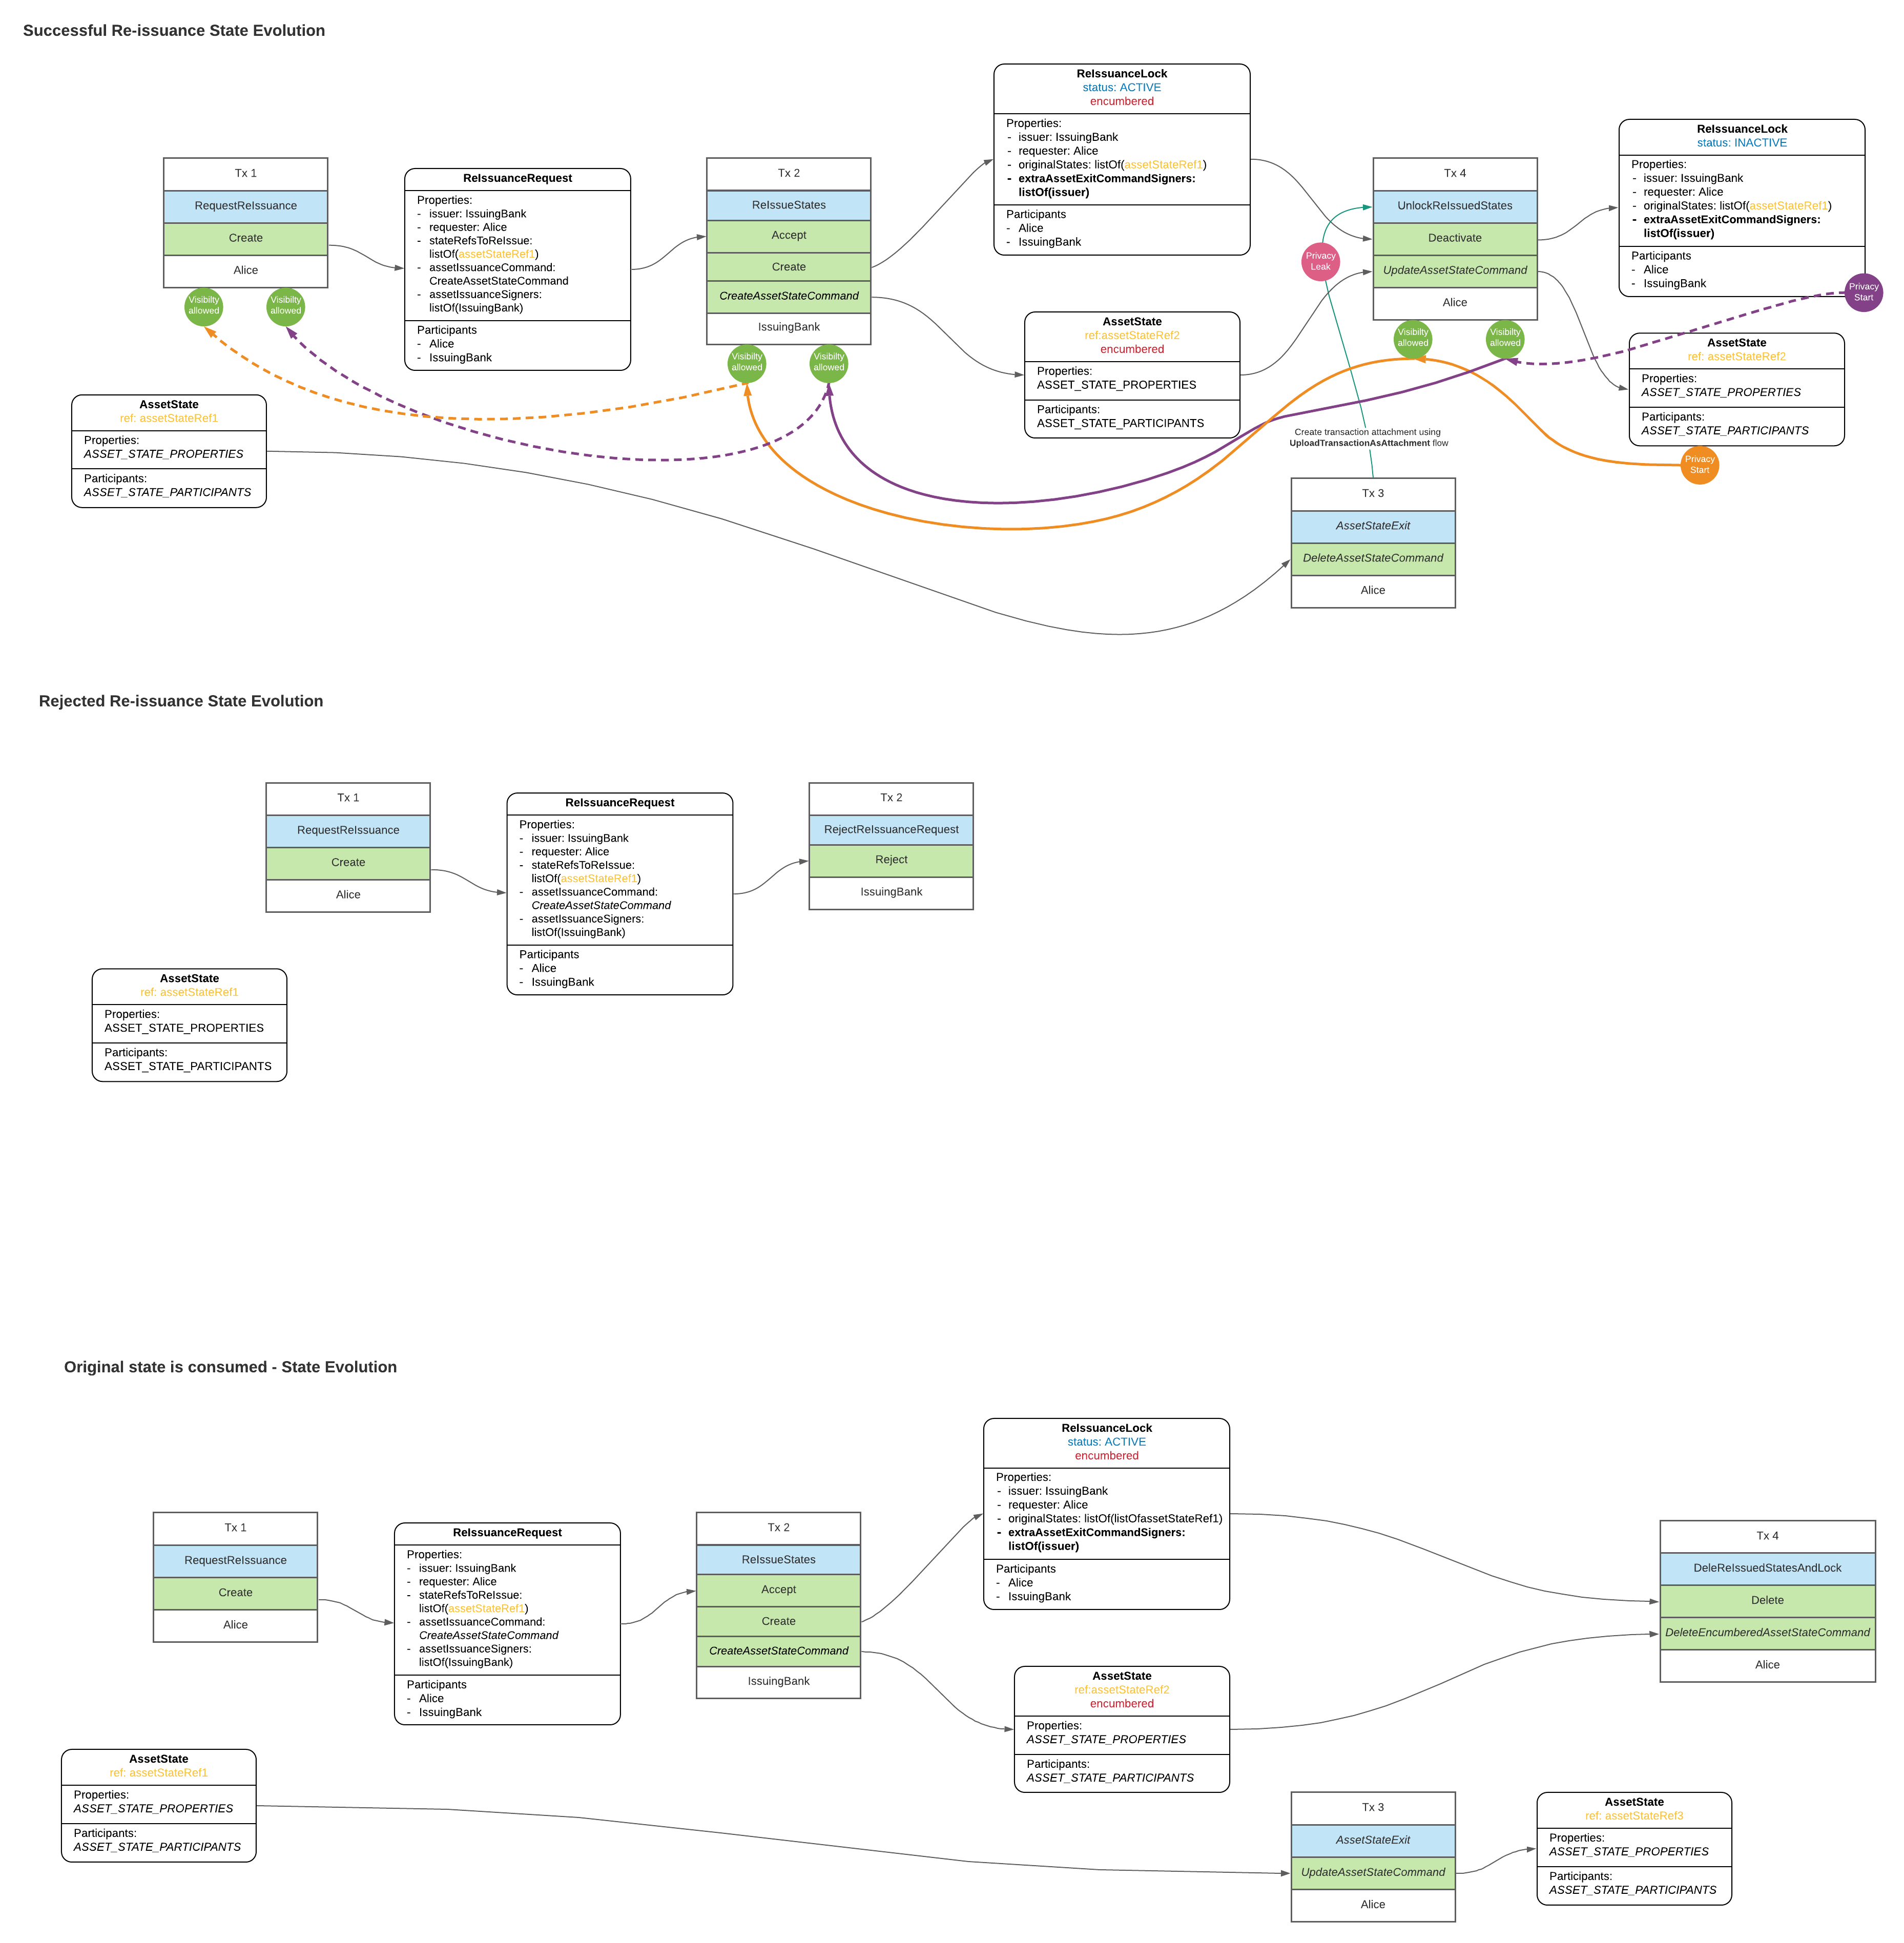 Successful Re-issuance State Evolution
Tx 1
RequestReIssuance
Create
Alice
Visibilty
allowed
Visibilty
allowed
AssetState
ref: assetStateRef1
Properties:
ASSET_STATE_PROPERTIES
Participants:
ASSET_STATE_PARTICIPANTS
ReIssuanceRequest
Properties:
- issuer: IssuingBank
- requester: Alice
- stateRefsToReIssue:
listOf(assetStateRef1)
- assetIssuanceCommand:
CreateAssetStateCommand
- assetIssuanceSigners:
listOf(IssuingBank)
Participants
- Alice
- IssuingBank
Tx 2
ReIssueStates
Accept
Create
CreateAssetStateCommand
IssuingBank
Visibilty
allowed
Visibilty
allowed
ReIssuanceLock
status: ACTIVE
encumbered
Properties:
- issuer: IssuingBank
- requester: Alice
- originalStates: listOf(assetStateRef1)
- extraAssetExitCommandSigners:
listOf(issuer)
Participants
- Alice
- IssuingBank
AssetState
ref:assetStateRef2
encumbered
Properties:
ASSET_STATE_PROPERTIES
Participants:
ASSET_STATE_PARTICIPANTS
Privacy
Leak
Create transaction attachment using
UploadTransactionAsAttachment flow
Tx 3
AssetStateExit
DeleteAssetStateCommand
Alice
Tx 4
UnlockReIssuedStates
Deactivate
UpdateAssetStateCommand
Alice
Visibilty
allowed
Visibilty
allowed
ReIssuanceLock
status: INACTIVE
Properties:
- issuer: IssuingBank
- requester: Alice
- originalStates: listOf(assetStateRef1)
- extraAssetExitCommandSigners:
listOf(issuer)
Participants
- Alice
- IssuingBank
Privacy
Start
AssetState
ref: assetStateRef2
Properties:
ASSET_STATE_PROPERTIES
Participants:
ASSET_STATE_PARTICIPANTS
Privacy
Start
Rejected Re-issuance State Evolution
Tx 1
RequestReIssuance
Create
Alice
ReIssuanceRequest
Properties:
- issuer: IssuingBank
- requester: Alice
- stateRefsToReIssue:
listOf(assetStateRef1)
- assetIssuanceCommand:
CreateAssetStateCommand
- assetIssuanceSigners:
listOf(IssuingBank)
Participants
- Alice
- IssuingBank
Tx 2
RejectReIssuanceRequest
Reject
IssuingBank
AssetState
ref: assetStateRef1
Properties:
ASSET_STATE_PROPERTIES
Participants:
ASSET_STATE_PARTICIPANTS
Original state is consumed - State Evolution
Tx 1
RequestReIssuance
Create
Alice
ReIssuanceRequest
Properties:
- issuer: IssuingBank
- requester: Alice
- stateRefsToReIssue:
listOf(assetStateRef1)
- assetIssuanceCommand:
CreateAssetStateCommand
- assetIssuanceSigners:
listOf(IssuingBank)
Participants
- Alice
- IssuingBank
Tx 2
ReIssueStates
Accept
Create
CreateAssetStateCommand
IssuingBank
ReIssuanceLock
status: ACTIVE
encumbered
Properties:
- issuer: IssuingBank
- requester: Alice
- originalStates: listOf(listOfassetStateRef1)
- extraAssetExitCommandSigners:
listOf(issuer)
Participants
- Alice
- IssuingBank
AssetState
ref:assetStateRef2
encumbered
Properties:
ASSET_STATE_PROPERTIES
Participants:
ASSET_STATE_PARTICIPANTS
Tx 4
DeleReIssuedStatesAndLock
Delete
DeleteEncumberedAssetStateCommand
Alice
AssetState
ref: assetStateRef1
Properties:
ASSET_STATE_PROPERTIES
Participants:
ASSET_STATE_PARTICIPANTS
Tx 3
AssetStateExit
UpdateAssetStateCommand
Alice
AssetState
ref: assetStateRef3
Properties:
ASSET_STATE_PROPERTIES
Participants:
ASSET_STATE_PARTICIPANTS